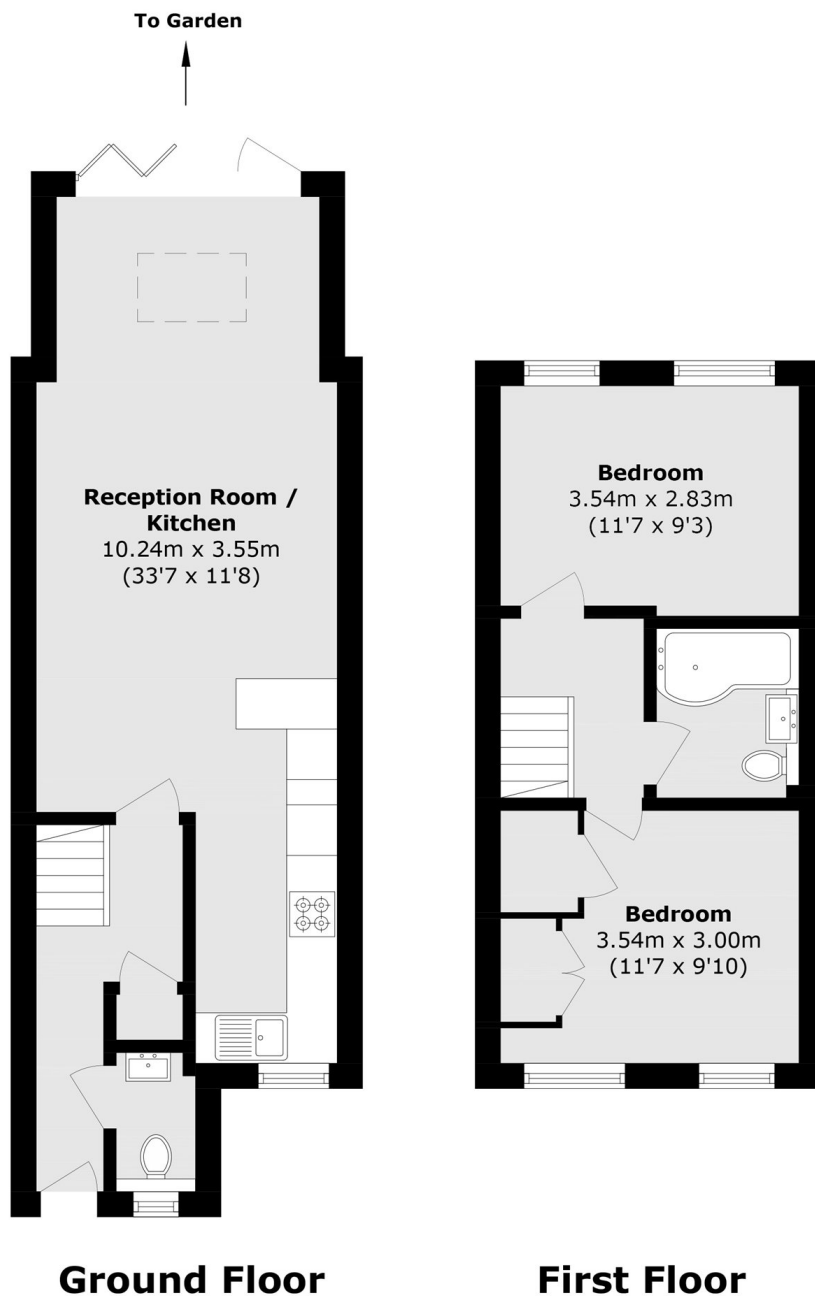 To Garden
Reception Room /
Kitchen
10.24m x 3.55m
(33'7 x 11'8)
Bedroom
3.54m x 2.83m
(11'7 x 9'3)
Bedroom
3.54m x 3.00m
(11'7 x 9'10)
Ground Floor
First Floor